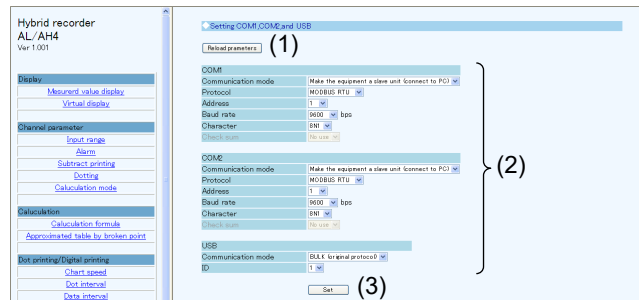 Hybrid recorder
AL/AH4
Ver 1.001
Display
Mesurerd value display
Virtual display
Channel parameter
Input range
Alarm
Subtract printing
Dotting
Caluculation mode
Caluculation
Caluculation formula
Approximated table by broken point
Dot printing/Digital printing
Chart speed
Dot interval
Data interval
Setting COM1,COM2,and USB
Reload prameters (1)
COM1
Communication mode Make the equipment a slave unit (connect to PC)
Protocol MODBUS RTU
Address 1
Baud rate 9600 bps
Character 8N1
Check sum No use
COM2
Communication mode Make the equipment a slave unit (connect to PC)
Protocol MODBUS RTU
Address 1
Baud rate 9600 bps
Character 8N1
Check sum No use
(2)
USB
Communication mode BULK (original protocol)
ID 1
Set (3)